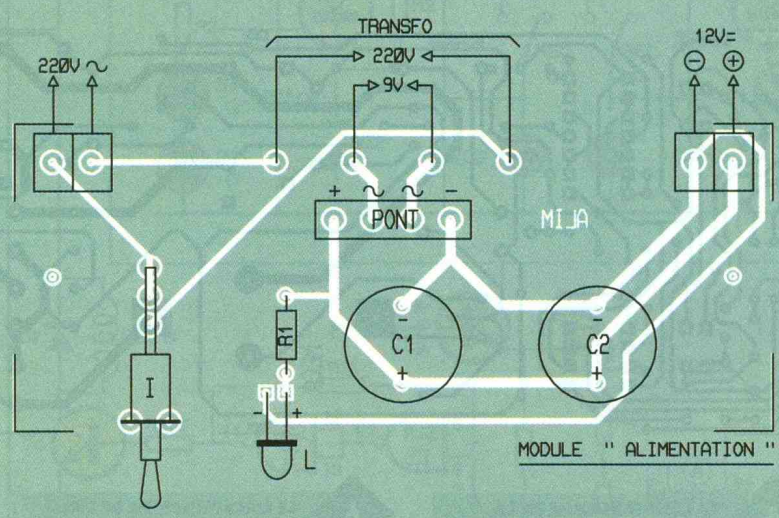 TRANSFO
12V=
220V ~
220V
- +
9V
+ ~ ~ -
PONT
MIJA
R1
C1
C2
- -
+ +
I
- +
L
MODULE " ALIMENTATION "